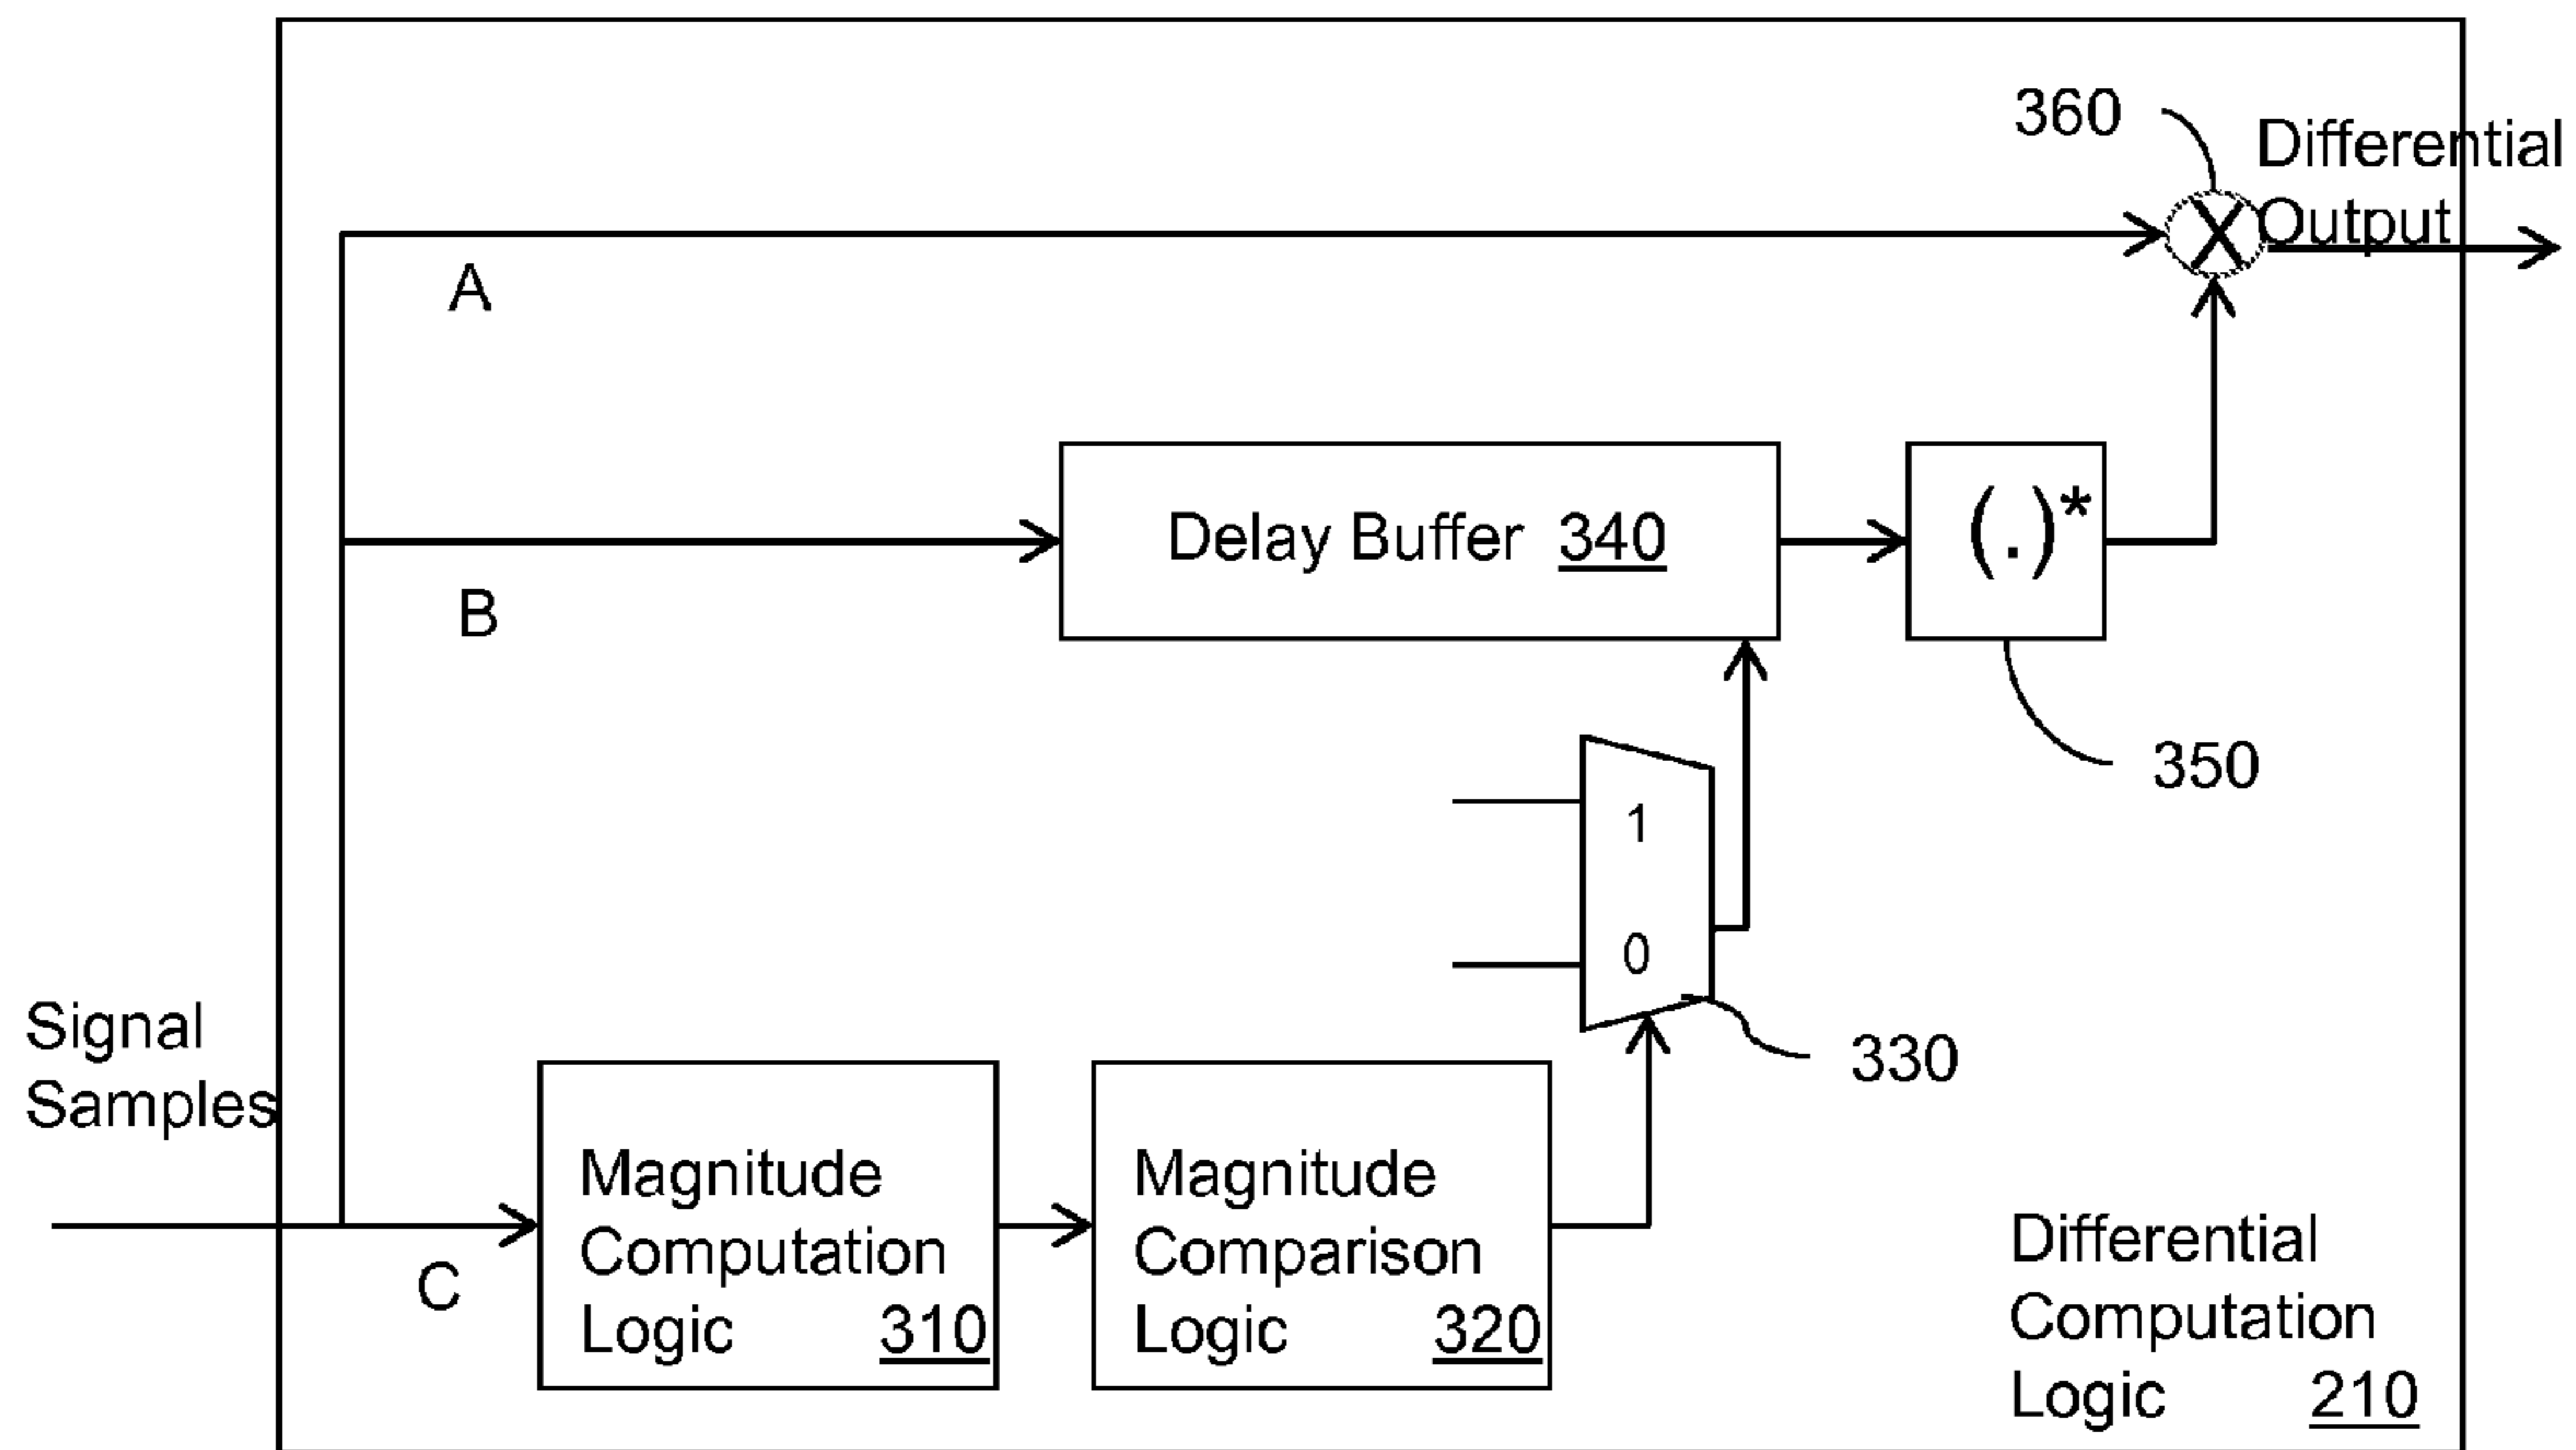 360
Differential
Output
A
Delay Buffer 340
(.)*
B
350
1
0
330
Signal
Samples
C
Magnitude
Computation
Logic 310
Magnitude
Comparison
Logic 320
Differential
Computation
Logic 210
X